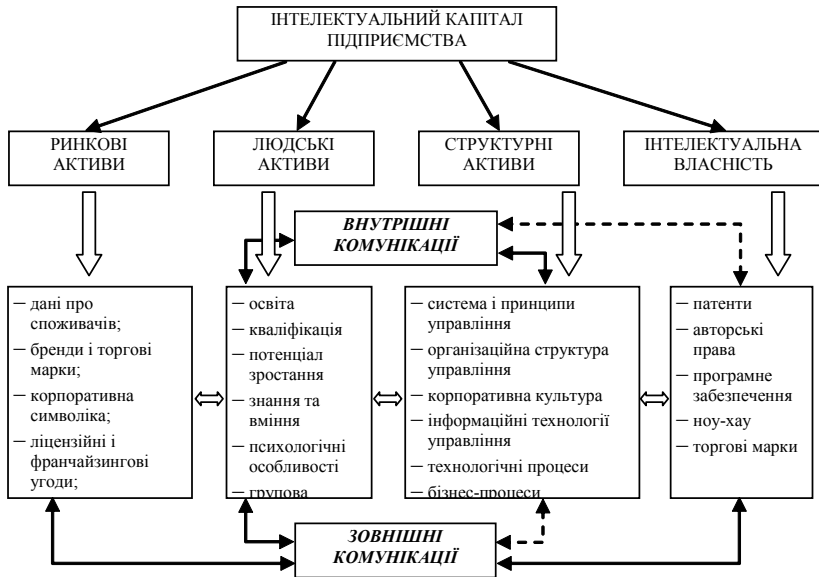 ІНТЕЛЕКТУАЛЬНИЙ КАПІТАЛ
ПІДПРИЄМСТВА
РИНКОВІ
АКТИВИ
ЛЮДСЬКІ
АКТИВИ
СТРУКТУРНІ
АКТИВИ
ІНТЕЛЕКТУАЛЬНА
ВЛАСНІСТЬ
ВНУТРІШНІ
КОМУНІКАЦІЇ
– дані про
споживачів;
– бренди і торгові
марки;
– корпоративна
символіка;
– ліцензійні і
франчайзингові
угоди;
– освіта
– кваліфікація
– потенціал
зростання
– знання та
вміння
– психологічні
особливості
– групова
– система і принципи
управління
– організаційна структура
управління
– корпоративна культура
– інформаційні технології
управління
– технологічні процеси
– бізнес-процеси
– патенти
– авторські
права
– програмне
забезпечення
– ноу-хау
– торгові марки
ЗОВНІШНІ
КОМУНІКАЦІЇ